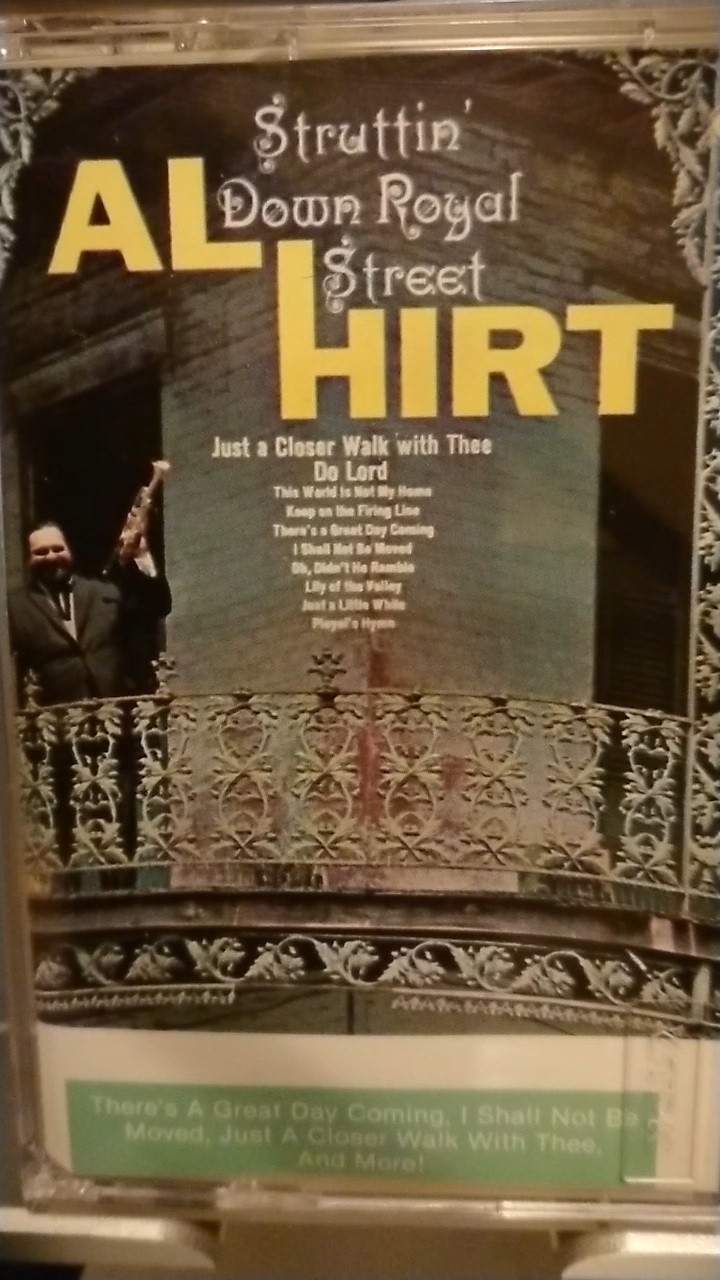 Struttin'
Down Royal
Street
AL
HIRT
Just a Closer Walk with Thee
Do Lord
This World Is Not My Home
Keep on the Firing Line
There's a Great Day Coming
I Shall Not Be Moved
Oh, Didn't He Ramble
Lily of the Valley
Just a Little While
Pleyel's Hymn
There's A Great Day Coming, I Shall Not Be
Moved, Just A Closer Walk With Thee,
And More!